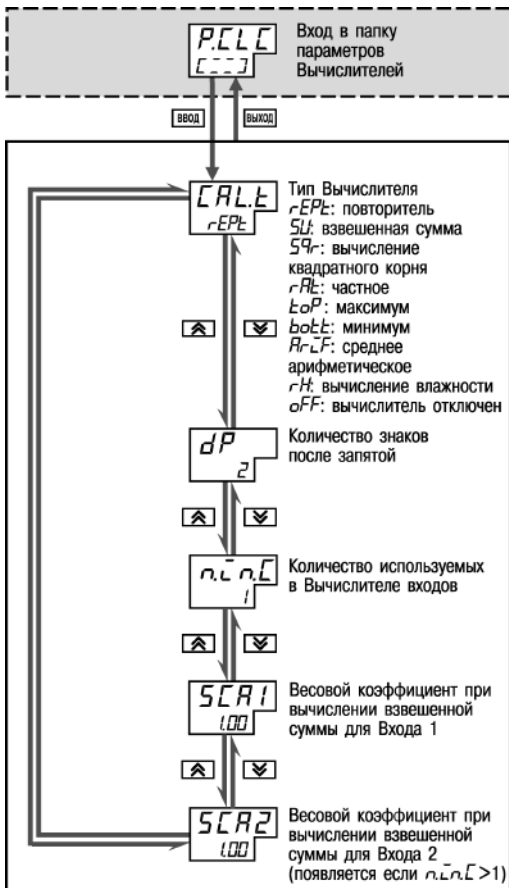 P.CLC
[---]
Вход в папку
параметров
Вычислителей
ВВОД
ВЫХОД
CAL.t
rEPt
Тип Вычислителя
rEPt: повторитель
SU: взвешенная сумма
Sqr: вычисление
квадратного корня
rAt: частное
toP: максимум
bott: минимум
AriF: среднее
арифметическое
rH: вычисление влажности
oFF: вычислитель отключен
dP
2
Количество знаков
после запятой
n.in.C
1
Количество используемых
в Вычислителе входов
SCA1
1.00
Весовой коэффициент при
вычислении взвешенной
суммы для Входа 1
SCA2
1.00
Весовой коэффициент при
вычислении взвешенной
суммы для Входа 2
(появляется если n.in.C >1)